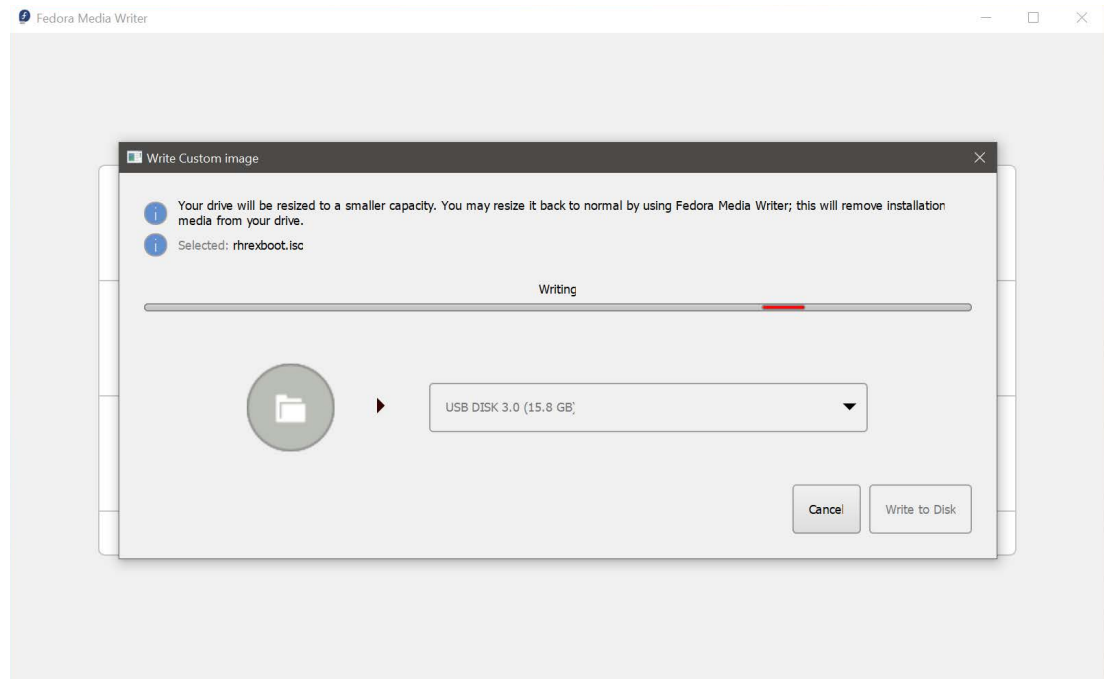 Fedora Media Writer
Write Custom image
Your drive will be resized to a smaller capacity. You may resize it back to normal by using Fedora Media Writer; this will remove installation
media from your drive.
Selected: rhrexboot.isc
Writing
USB DISK 3.0 (15.8 GB)
Cancel
Write to Disk